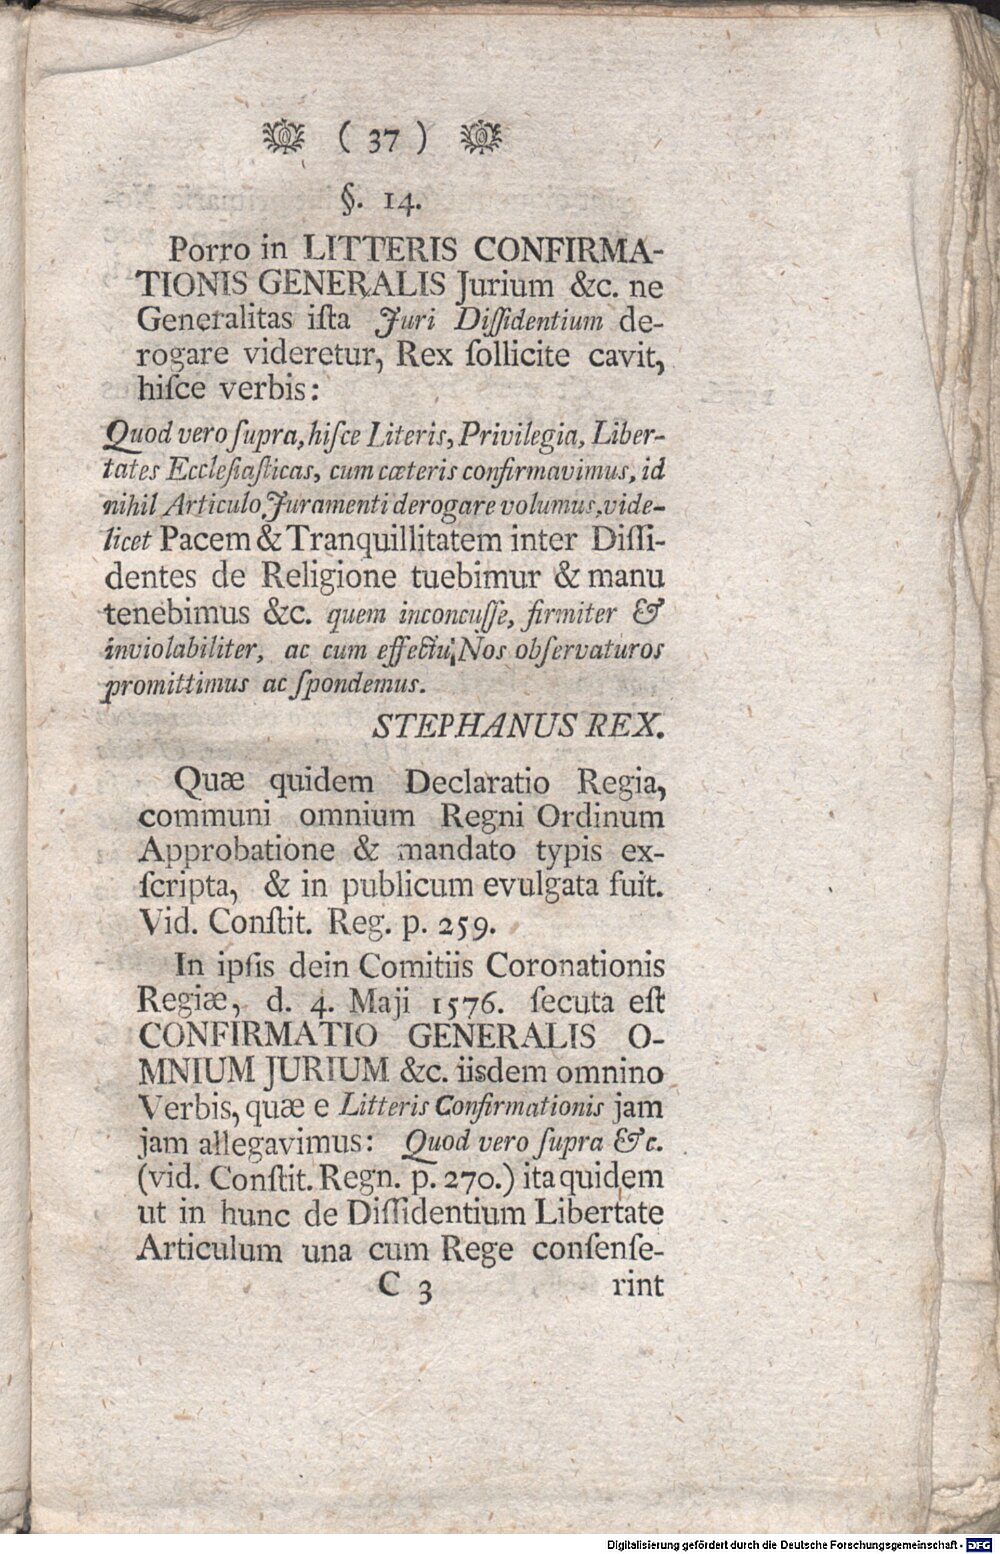 ( 37 )
§. 14.
Porro in LITTERIS CONFIRMA-
TIONIS GENERALIS Jurium &c. ne
Generalitas iſta Juri Diſſidentium de-
rogare videretur, Rex ſollicite cavit,
hiſce verbis:
Quod vero ſupra, hiſce Literis, Privilegia, Liber-
tates Eccleſiaſticas, cum cæteris confirmavimus, id
nihil Articulo Juramenti derogare volumus, vide-
licet Pacem & Tranquillitatem inter Diſſi-
dentes de Religione tuebimur & manu
tenebimus &c. quem inconcuſſe, firmiter &
inviolabiliter, ac cum effectu, Nos obſervaturos
promittimus ac ſpondemus.
STEPHANUS REX.
Quæ quidem Declaratio Regia,
communi omnium Regni Ordinum
Approbatione & mandato typis ex-
ſcripta, & in publicum evulgata fuit.
Vid. Conſtit. Reg. p. 259.
In ipſis dein Comitiis Coronationis
Regiæ, d. 4. Maji 1576. ſecuta eſt
CONFIRMATIO GENERALIS O-
MNIUM JURIUM &c. iisdem omnino
Verbis, quæ e Litteris Confirmationis jam
jam allegavimus: Quod vero ſupra &c.
(vid. Conſtit. Regn. p. 270.) ita quidem
ut in hunc de Diſſidentium Libertate
Articulum una cum Rege conſenſe-
C 3 rint
Digitalisierung gefördert durch die Deutsche Forschungsgemeinschaft - DFG